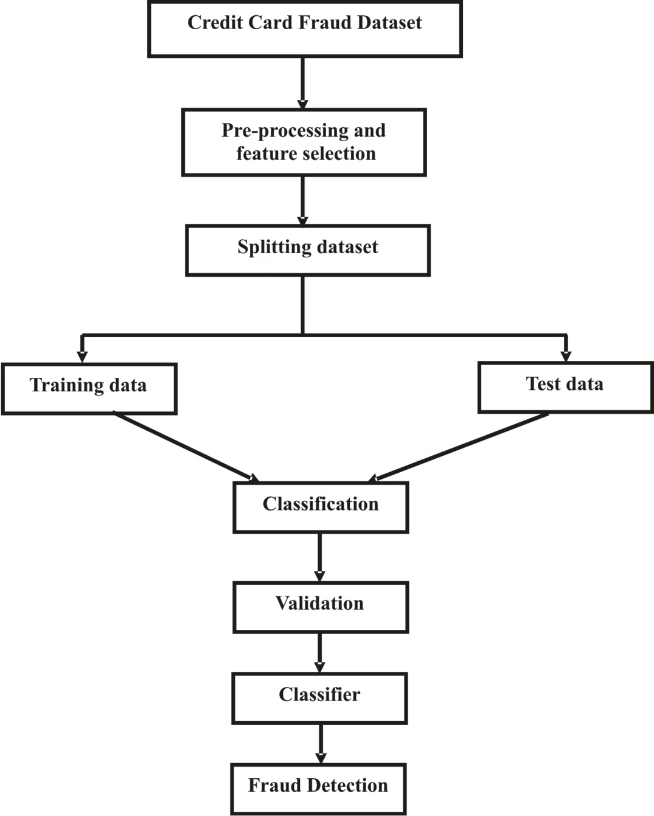 Credit Card Fraud Dataset
Pre-processing and
feature selection
Splitting dataset
Training data
Test data
Classification
Validation
Classifier
Fraud Detection